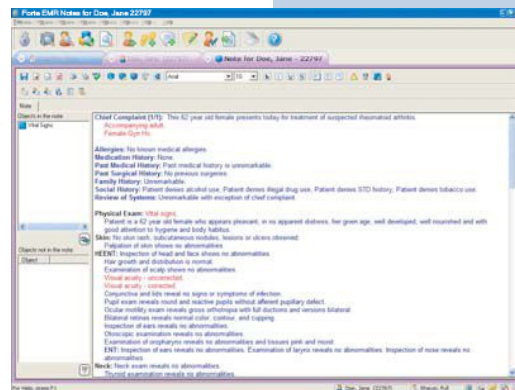 Forte EMR Notes for Doe, Jane 22797
Note for Doe, Jane - 22797
Arial
10
Note
Objects in the note
Vital Signs
Objects not in the note
Object
Chief Complaint (1/1): This 62 year old female presents today for treatment of suspected rheumatoid arthritis.
Accompanying adult.
Female Gyn Hx.
Allergies: No known medical allergies.
Medication History: None.
Past Medical History: Past medical history is unremarkable.
Past Surgical History: No previous surgeries.
Family History: Unremarkable.
Social History: Patient denies alcohol use, Patient denies illegal drug use, Patient denies STD history, Patient denies tobacco use.
Review of Systems: Unremarkable with exception of chief complaint.
Physical Exam: Vital signs.
Patient is a 62 year old female who appears pleasant, in no apparent distress, her given age, well developed, well nourished and with
good attention to hygiene and body habitus.
Skin: No skin rash, subcutaneous nodules, lesions or ulcers observed.
Palpation of skin shows no abnormalities.
HEENT: Inspection of head and face shows no abnormalities.
Hair growth and distribution is normal.
Examination of scalp shows no abnormalities.
Visual acuity - uncorrected.
Visual acuity - corrected.
Conjunctiva and lids reveal no signs or symptoms of infection.
Pupil exam reveals round and reactive pupils without afferent pupillary defect.
Ocular motility exam reveals gross orthotropia with full ductions and versions bilateral.
Bilateral retinas reveals normal color, contour, and cupping.
Inspection of ears reveals no abnormalities.
Otoscopic examination reveals no abnormalities.
Examination of oropharynx reveals no abnormalities and tissues pink and moist.
ENT: Inspection of ears reveals no abnormalities. Examination of larynx reveals no abnormalities. Inspection of nose reveals no
abnormalities.
Neck: Neck exam reveals no abnormalities.
Thyroid examination reveals no abnormalities.